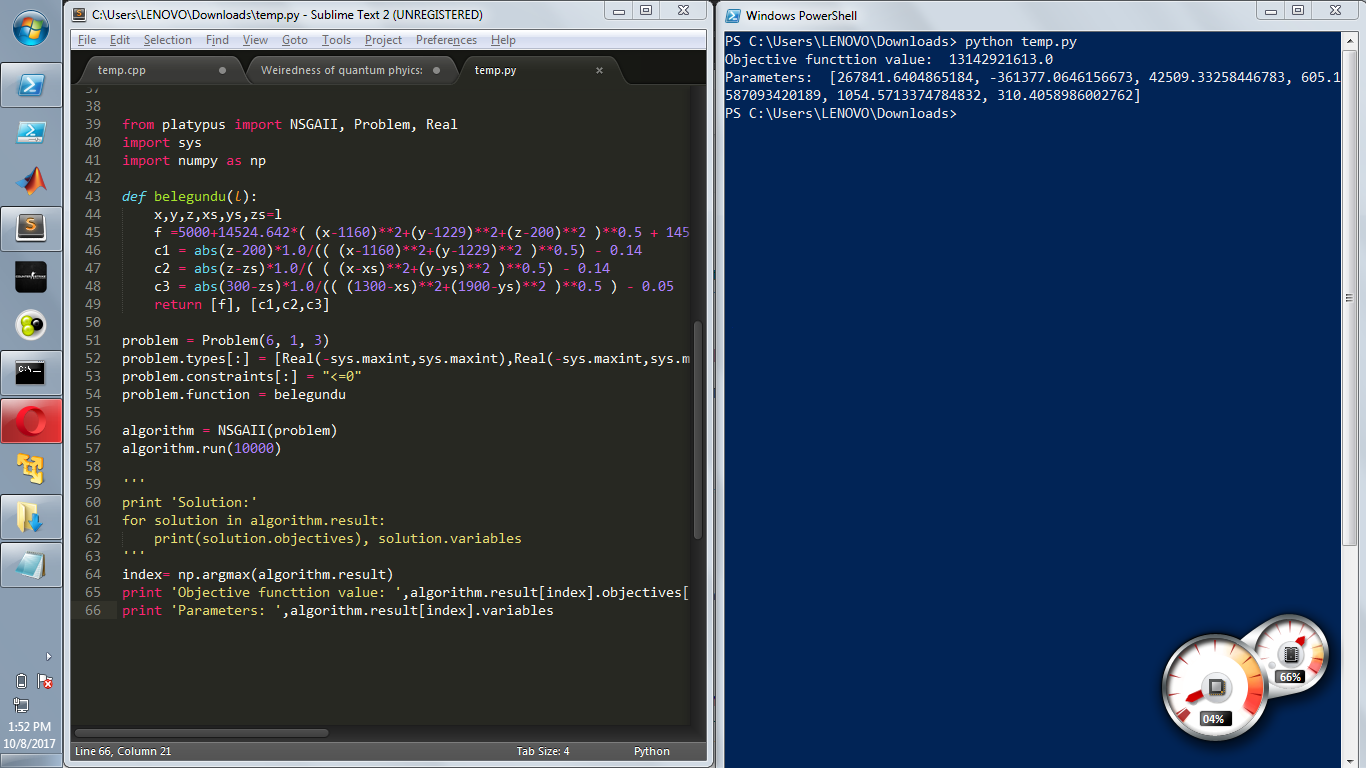 C:\Users\LENOVO\Downloads\temp.py - Sublime Text 2 (UNREGISTERED)
File Edit Selection Find View Goto Tools Project Preferences Help
temp.cpp
Weiredness of quantum phyics:
temp.py
37
38
39 from platypus import NSGAII, Problem, Real
40 import sys
41 import numpy as np
42
43 def belegundu(l):
44 x,y,z,xs,ys,zs=l
45 f =5000+14524.642*( (x-1160)**2+(y-1229)**2+(z-200)**2 )**0.5 + 145
46 c1 = abs(z-200)*1.0/(( (x-1160)**2+(y-1229)**2 )**0.5) - 0.14
47 c2 = abs(z-zs)*1.0/( ( (x-xs)**2+(y-ys)**2 )**0.5) - 0.14
48 c3 = abs(300-zs)*1.0/(( (1300-xs)**2+(1900-ys)**2 )**0.5 ) - 0.05
49 return [f], [c1,c2,c3]
50
51 problem = Problem(6, 1, 3)
52 problem.types[:] = [Real(-sys.maxint,sys.maxint),Real(-sys.maxint,sys.m
53 problem.constraints[:] = "<=0"
54 problem.function = belegundu
55
56 algorithm = NSGAII(problem)
57 algorithm.run(10000)
58
59 '''
60 print 'Solution:'
61 for solution in algorithm.result:
62 print(solution.objectives), solution.variables
63 '''
64 index= np.argmax(algorithm.result)
65 print 'Objective functtion value: ',algorithm.result[index].objectives[
66 print 'Parameters: ',algorithm.result[index].variables
Line 66, Column 21
Tab Size: 4
Python
Windows PowerShell
PS C:\Users\LENOVO\Downloads> python temp.py
Objective functtion value:  13142921613.0
Parameters:  [267841.6404865184, -361377.0646156673, 42509.33258446783, 605.1
587093420189, 1054.5713374784832, 310.4058986002762]
PS C:\Users\LENOVO\Downloads>
66%
04%
1:52 PM
10/8/2017